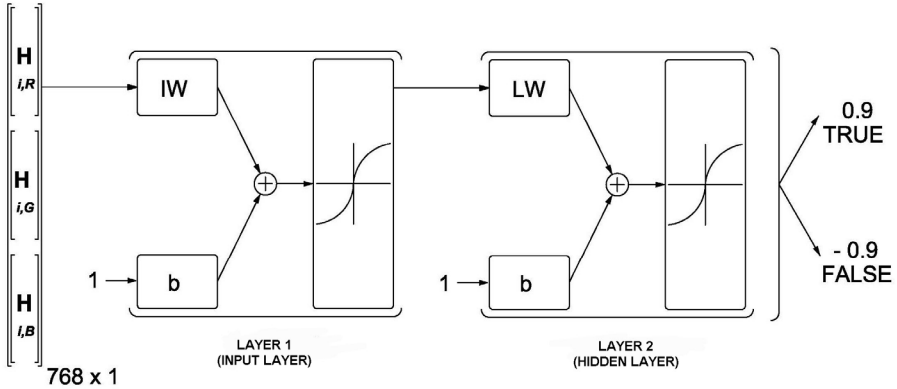 H
i,R
H
i,G
H
i,B
768 x 1
IW
1
b
LAYER 1
(INPUT LAYER)
LW
1
b
LAYER 2
(HIDDEN LAYER)
0.9
TRUE
- 0.9
FALSE